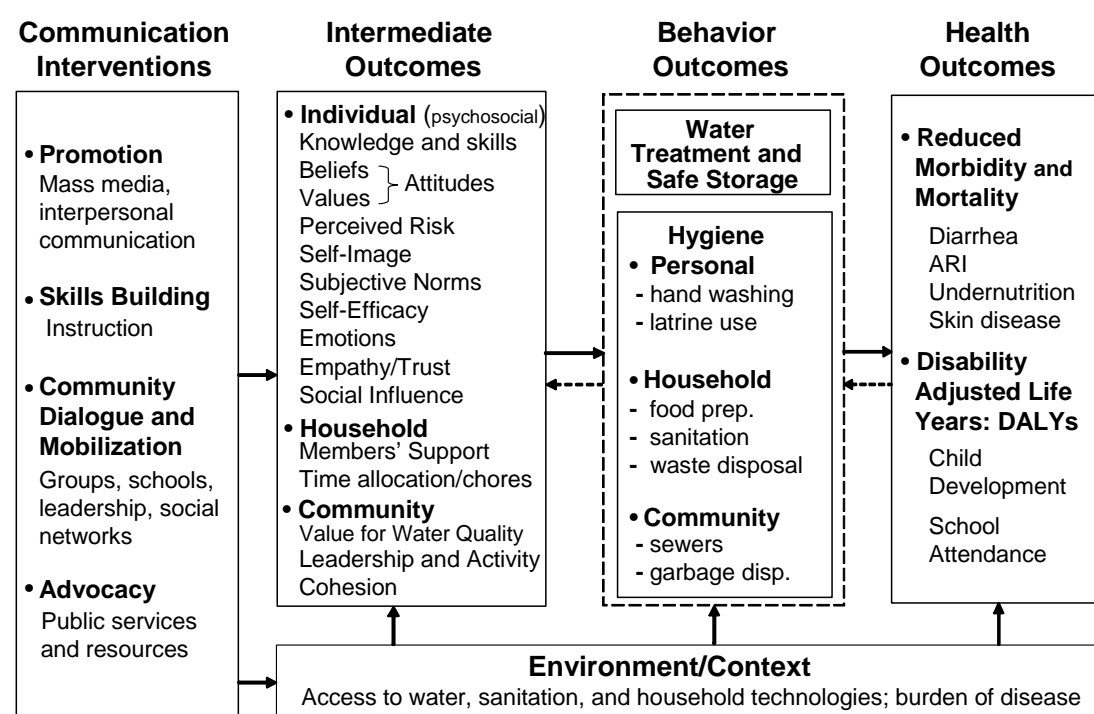 Communication
Interventions
• Promotion
Mass media,
interpersonal
communication
• Skills Building
Instruction
• Community
Dialogue and
Mobilization
Groups, schools,
leadership, social
networks
• Advocacy
Public services
and resources
Intermediate
Outcomes
• Individual (psychosocial)
Knowledge and skills
Beliefs
Values
Attitudes
Perceived Risk
Self-Image
Subjective Norms
Self-Efficacy
Emotions
Empathy/Trust
Social Influence
• Household
Members’ Support
Time allocation/chores
• Community
Value for Water Quality
Leadership and Activity
Cohesion
Behavior
Outcomes
Water
Treatment and
Safe Storage
Hygiene
• Personal
- hand washing
- latrine use
• Household
- food prep.
- sanitation
- waste disposal
• Community
- sewers
- garbage disp.
Health
Outcomes
• Reduced
Morbidity and
Mortality
Diarrhea
ARI
Undernutrition
Skin disease
• Disability
Adjusted Life
Years: DALYs
Child
Development
School
Attendance
Environment/Context
Access to water, sanitation, and household technologies; burden of disease